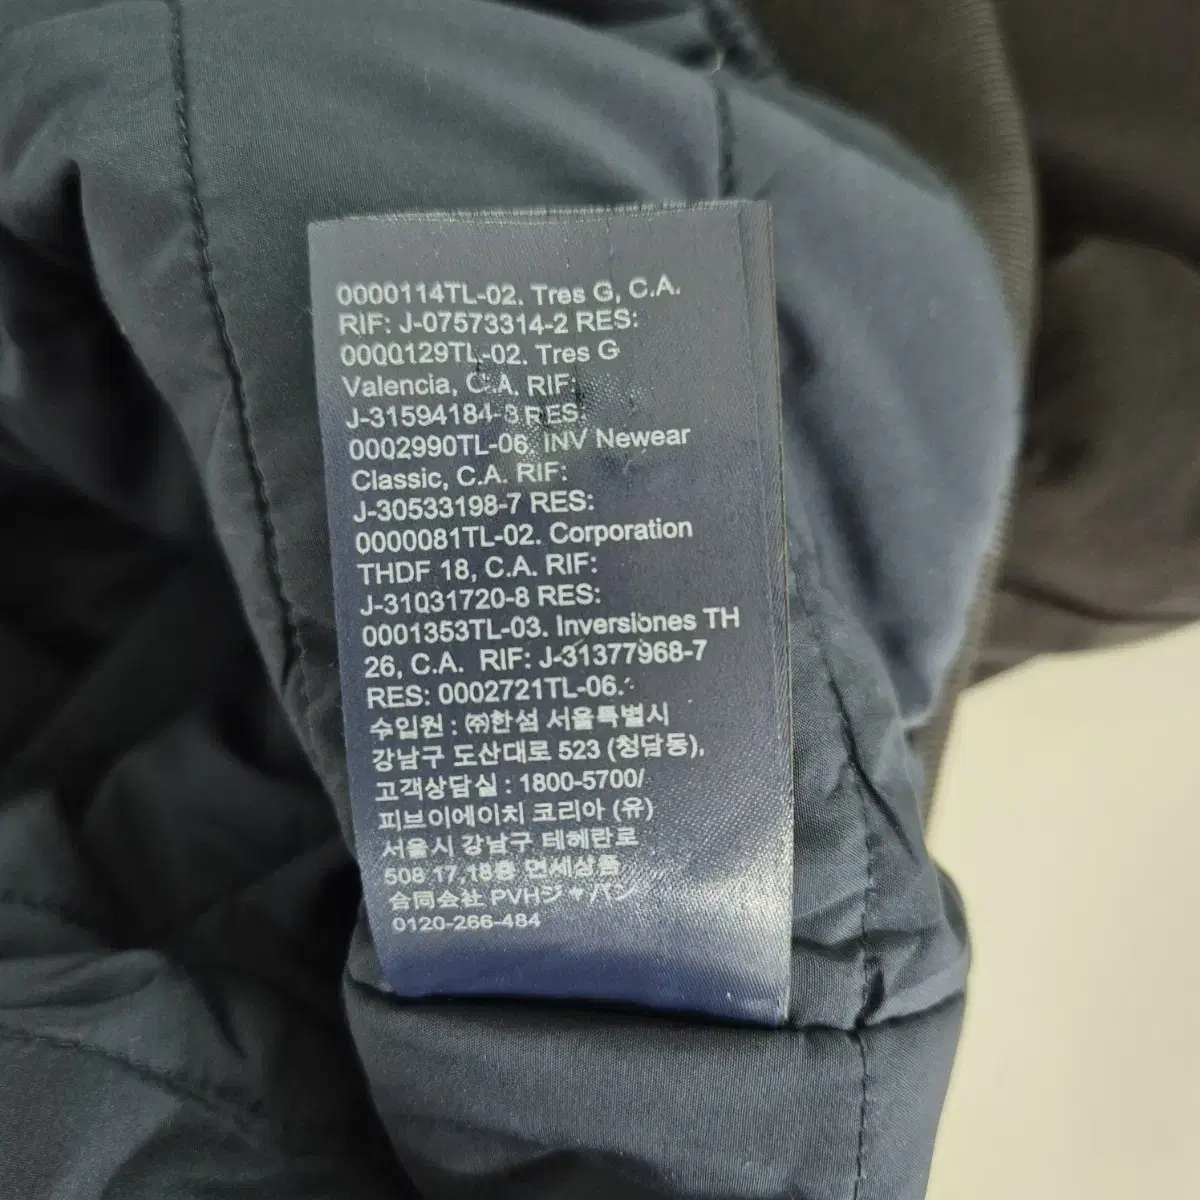 0000114TL-02. Tres G, C.A.
RIF: J-07573314-2 RES:
0000129TL-02. Tres G
Valencia, C.A. RIF:
J-31594184-3 RES:
0002990TL-06. INV Newear
Classic, C.A. RIF:
J-30533198-7 RES:
0000081TL-02. Corporation
THDF 18, C.A. RIF:
J-31031720-8 RES:
0001353TL-03. Inversiones TH
26, C.A. RIF: J-31377968-7
RES: 0002721TL-06.
수입원 : ㈜한섬 서울특별시
강남구 도산대로 523 (청담동),
고객상담실 : 1800-5700/
피브이에이치 코리아 (유)
서울시 강남구 테헤란로
508 17,18층 면세상품
合同会社 PVHジャパン
0120-266-484